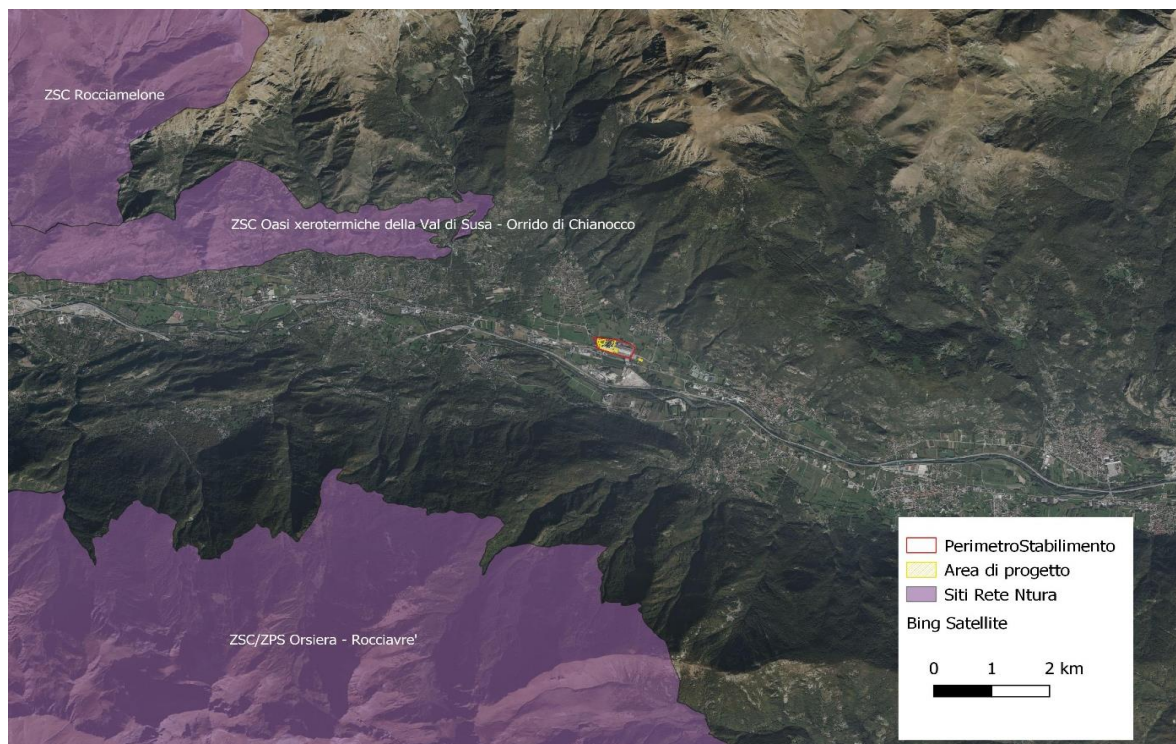 ZSC Rocciamelone
ZSC Oasi xerotermiche della Val di Susa - Orrido di Chianocco
ZSC/ZPS Orsiera - Rocciavre'
PerimetroStabilimento
Area di progetto
Siti Rete Ntura
Bing Satellite
0 1 2 km